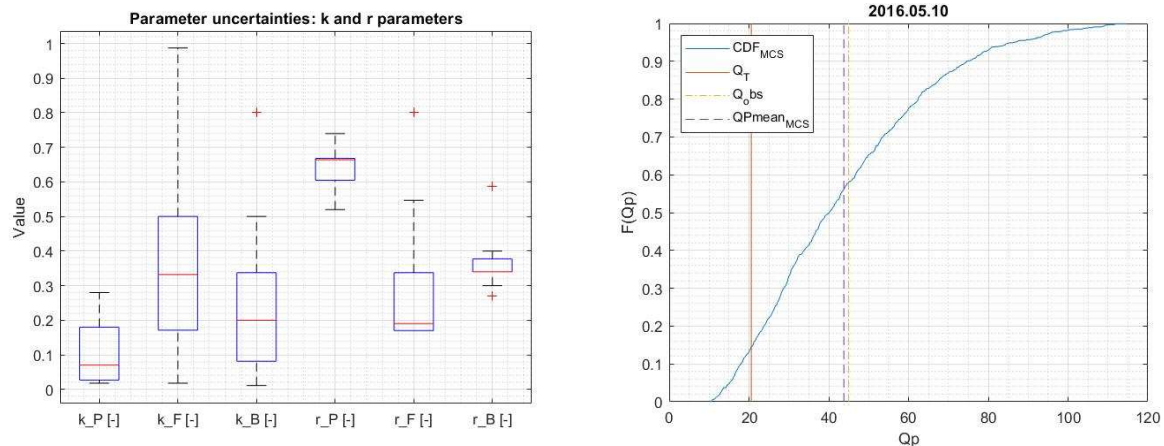 Parameter uncertainties: k and r parameters
Value
1
0.9
0.8
0.7
0.6
0.5
0.4
0.3
0.2
0.1
0
k_P [-] k_F [-] k_B [-] r_P [-] r_F [-] r_B [-]
2016.05.10
F(Qp)
1
0.9
0.8
0.7
0.6
0.5
0.4
0.3
0.2
0.1
0
CDF_MCS
Q_T
Q_obs
QPmean_MCS
0 20 40 60 80 100 120
Qp